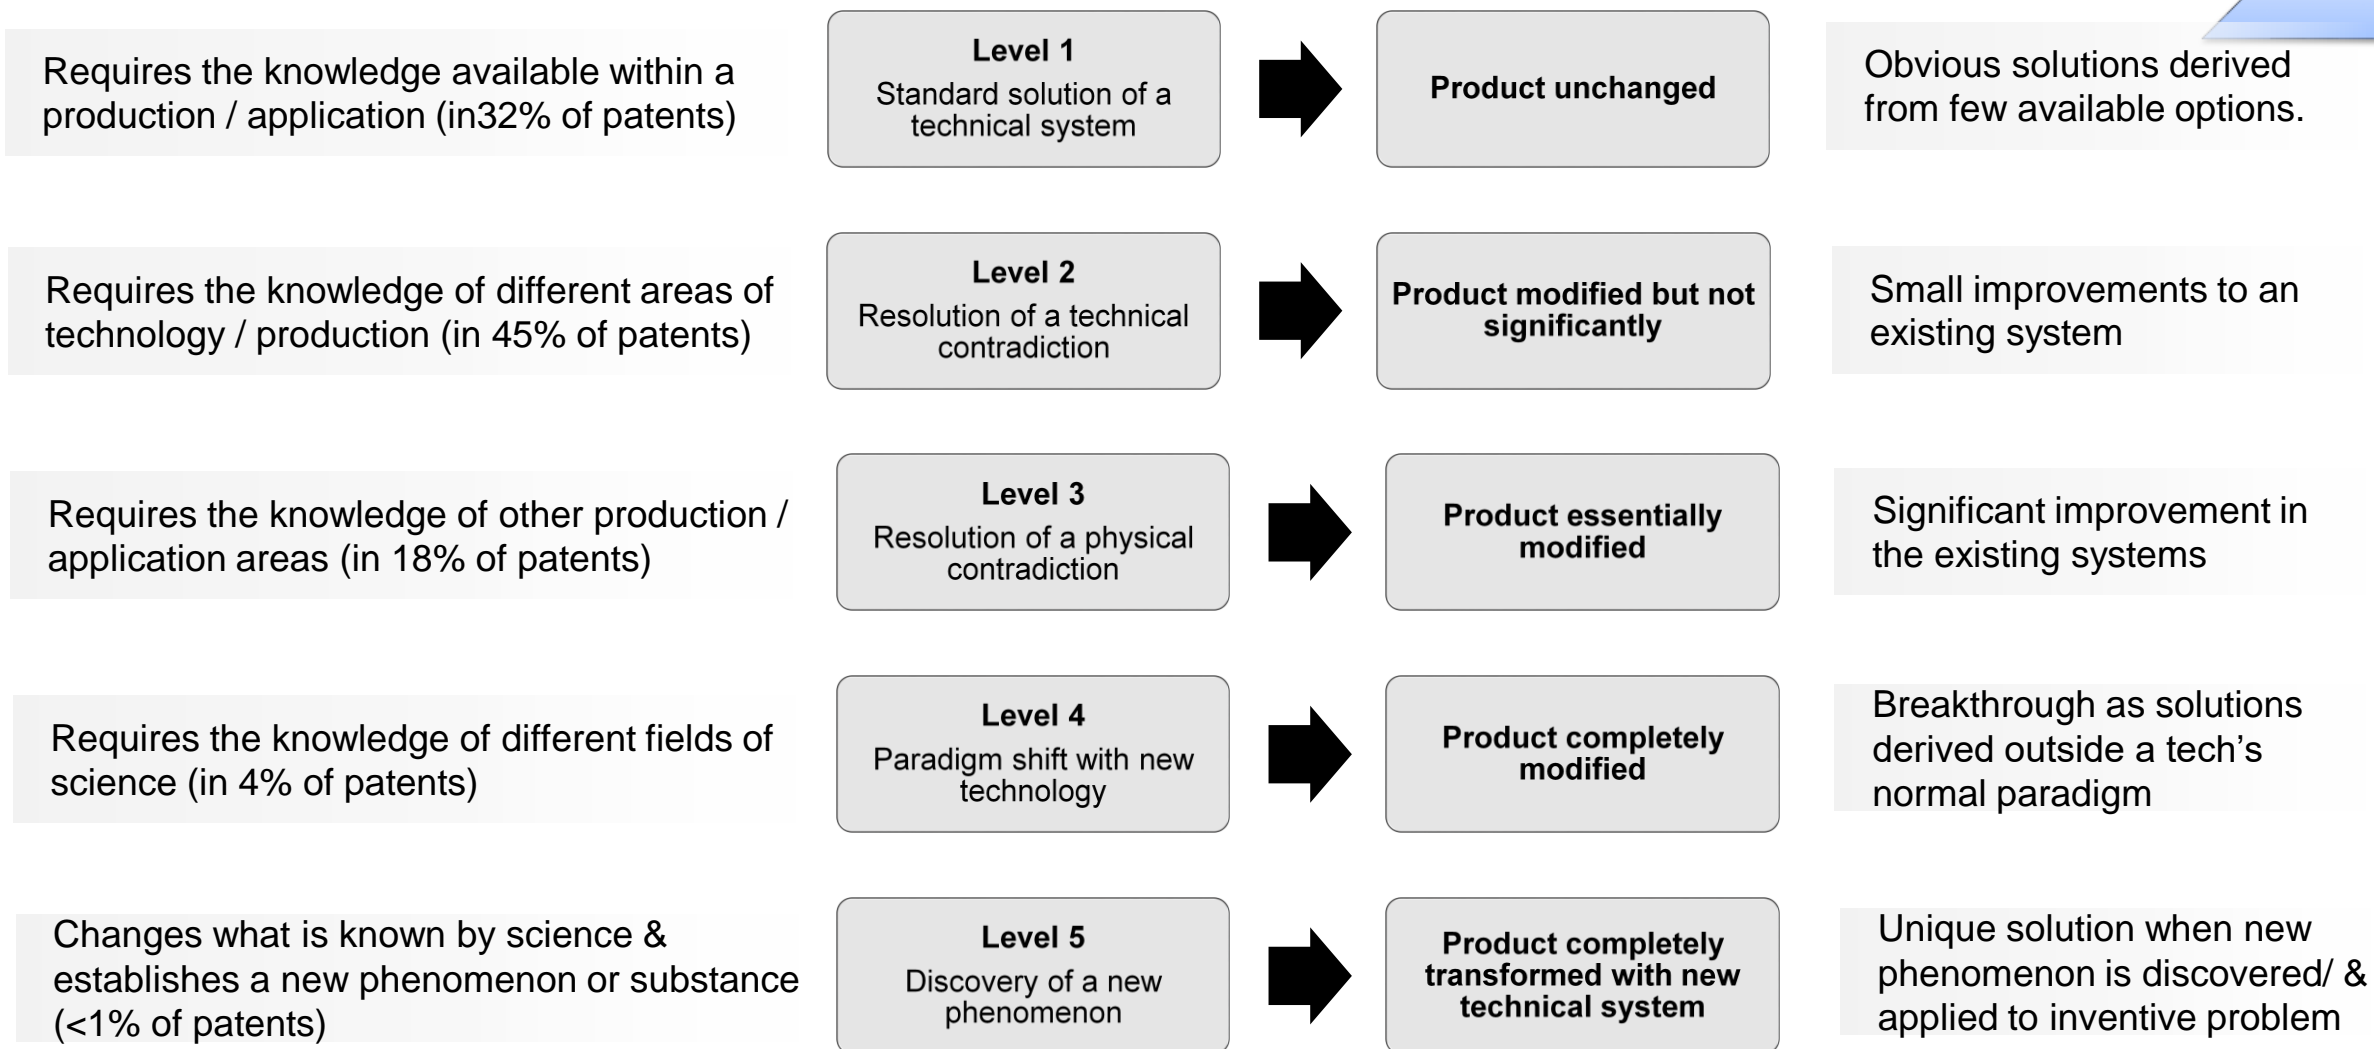 Requires the knowledge available within a
production / application (in32% of patents)
Level 1
Standard solution of a
technical system
Product unchanged
Obvious solutions derived
from few available options.
Requires the knowledge of different areas of
technology / production (in 45% of patents)
Level 2
Resolution of a technical
contradiction
Product modified but not
significantly
Small improvements to an
existing system
Requires the knowledge of other production /
application areas (in 18% of patents)
Level 3
Resolution of a physical
contradiction
Product essentially
modified
Significant improvement in
the existing systems
Requires the knowledge of different fields of
science (in 4% of patents)
Level 4
Paradigm shift with new
technology
Product completely
modified
Breakthrough as solutions
derived outside a tech’s
normal paradigm
Changes what is known by science &
establishes a new phenomenon or substance
(<1% of patents)
Level 5
Discovery of a new
phenomenon
Product completely
transformed with new
technical system
Unique solution when new
phenomenon is discovered/ &
applied to inventive problem